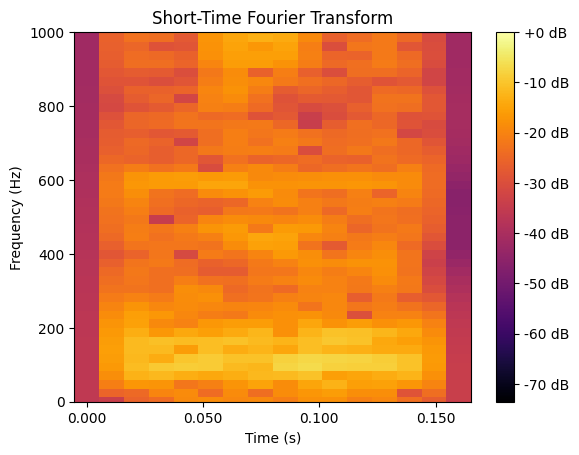 Short-Time Fourier Transform
Frequency (Hz)
1000
800
600
400
200
0
0.000 0.050 0.100 0.150
Time (s)
+0 dB
-10 dB
-20 dB
-30 dB
-40 dB
-50 dB
-60 dB
-70 dB